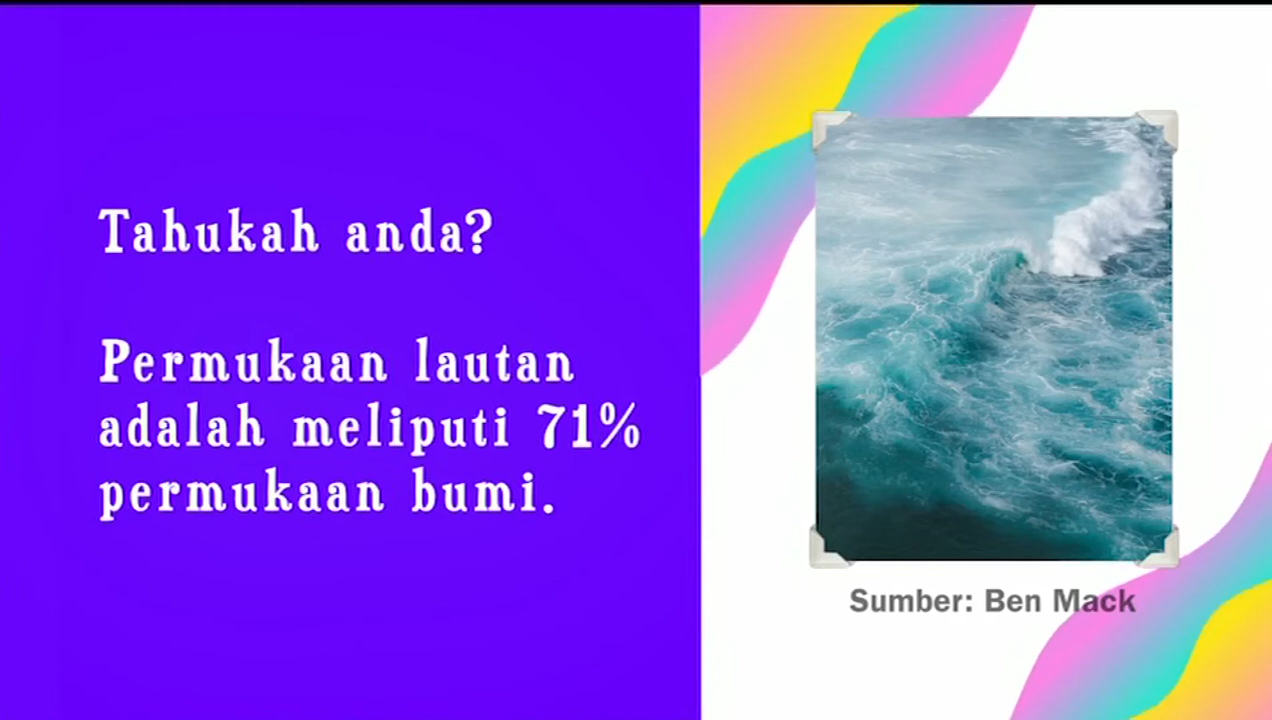 Tahukah anda?
Permukaan lautan
adalah meliputi 71%
permukaan bumi.
Sumber: Ben Mack